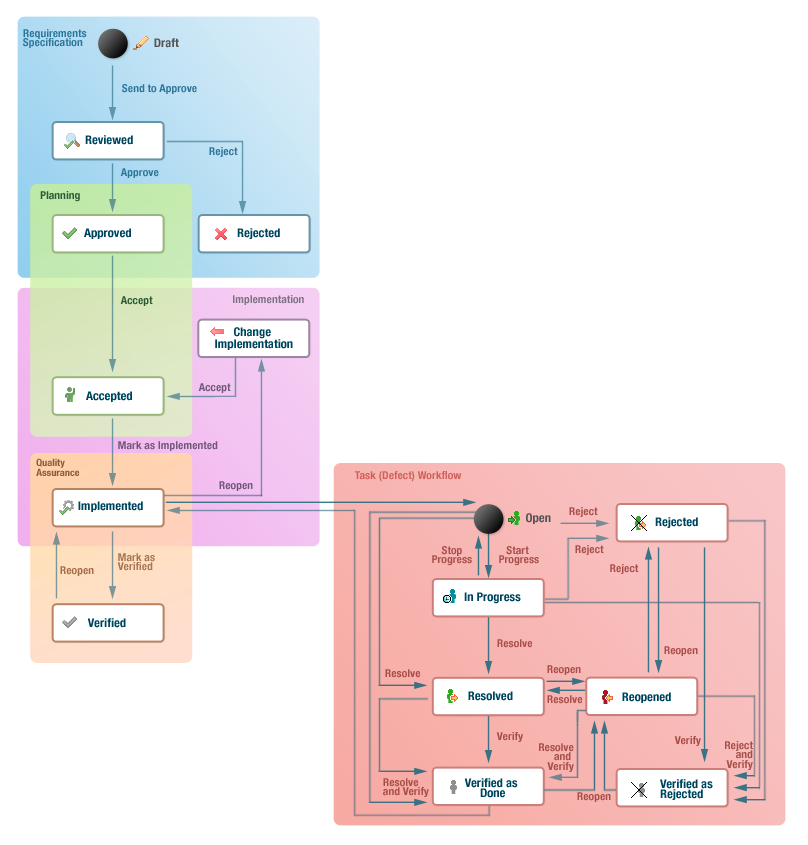 Requirements
Specification
Draft
Send to Approve
Reviewed
Reject
Approve
Planning
Approved
Rejected
Accept
Implementation
Change
Implementation
Accept
Accepted
Mark as Implemented
Quality
Assurance
Reopen
Implemented
Mark as
Verified
Reopen
Verified
Task (Defect) Workflow
Open
Reject
Rejected
Reject
Stop
Progress
Start
Progress
Reject
In Progress
Resolve
Reopen
Reopen
Resolve
Resolved
Resolve
Reopened
Verify
Verify
Resolve
and
Verify
Reject
and
Verify
Resolve
and Verify
Verified as
Done
Reopen
Verified as
Rejected